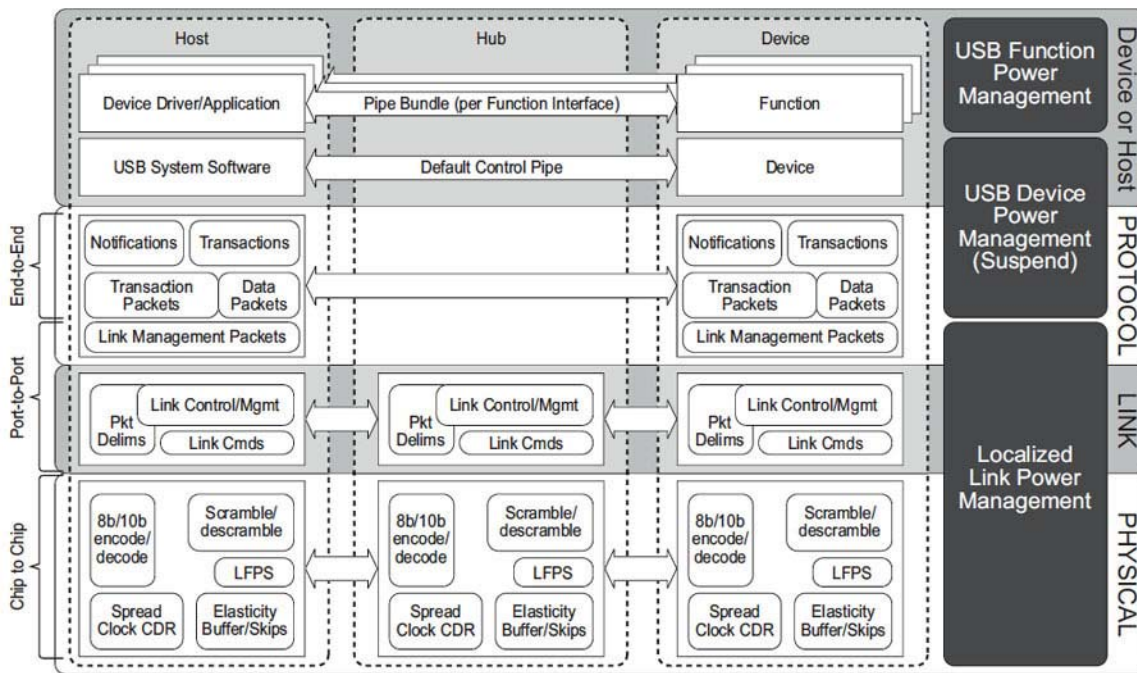 Host
Hub
Device
Device Driver/Application
Pipe Bundle (per Function Interface)
Function
USB System Software
Default Control Pipe
Device
USB Function
Power
Management
Device or Host
USB Device
Power
Management
(Suspend)
End-to-End
Notifications
Transactions
Transaction
Packets
Data
Packets
Link Management Packets
Notifications
Transactions
Transaction
Packets
Data
Packets
Link Management Packets
PROTOCOL
Port-to-Port
Pkt
Delims
Link Control/Mgmt
Link Cmds
Pkt
Delims
Link Control/Mgmt
Link Cmds
Pkt
Delims
Link Control/Mgmt
Link Cmds
LINK
Localized
Link Power
Management
Chip to Chip
8b/10b
encode/
decode
Scramble/
descramble
LFPS
Spread
Clock CDR
Elasticity
Buffer/Skips
8b/10b
encode/
decode
Scramble/
descramble
LFPS
Spread
Clock CDR
Elasticity
Buffer/Skips
8b/10b
encode/
decode
Scramble/
descramble
LFPS
Spread
Clock CDR
Elasticity
Buffer/Skips
PHYSICAL